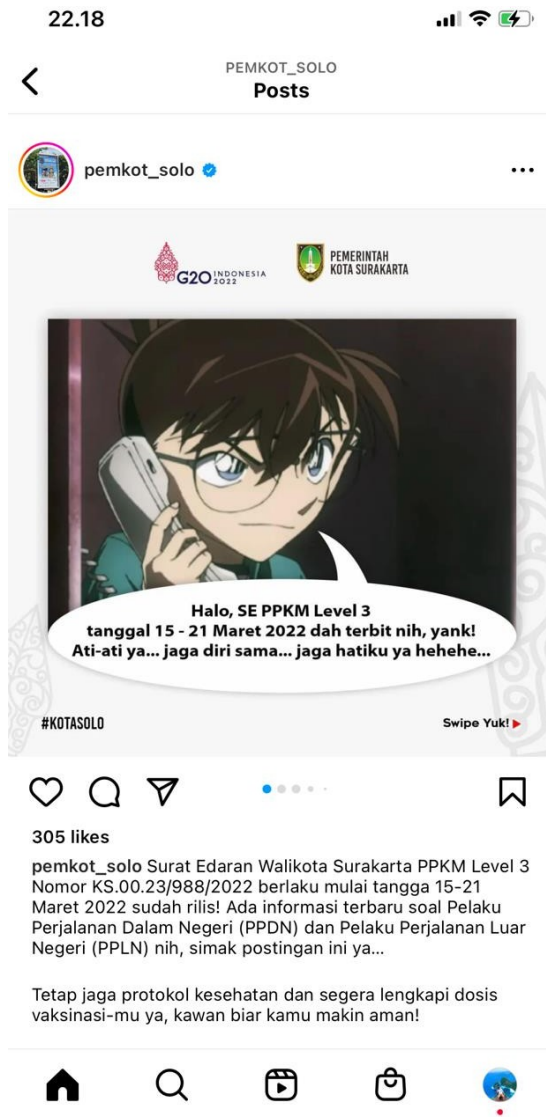 22.18
PEMKOT_SOLO
Posts
pemkot_solo
G20 INDONESIA 2022
PEMERINTAH
KOTA SURAKARTA
Halo, SE PPKM Level 3
tanggal 15 - 21 Maret 2022 dah terbit nih, yank!
Ati-ati ya... jaga diri sama... jaga hatiku ya hehehe...
#KOTASOLO
Swipe Yuk!
305 likes
pemkot_solo Surat Edaran Walikota Surakarta PPKM Level 3
Nomor KS.00.23/988/2022 berlaku mulai tangga 15-21
Maret 2022 sudah rilis! Ada informasi terbaru soal Pelaku
Perjalanan Dalam Negeri (PPDN) dan Pelaku Perjalanan Luar
Negeri (PPLN) nih, simak postingan ini ya...
Tetap jaga protokol kesehatan dan segera lengkapi dosis
vaksinasi-mu ya, kawan biar kamu makin aman!